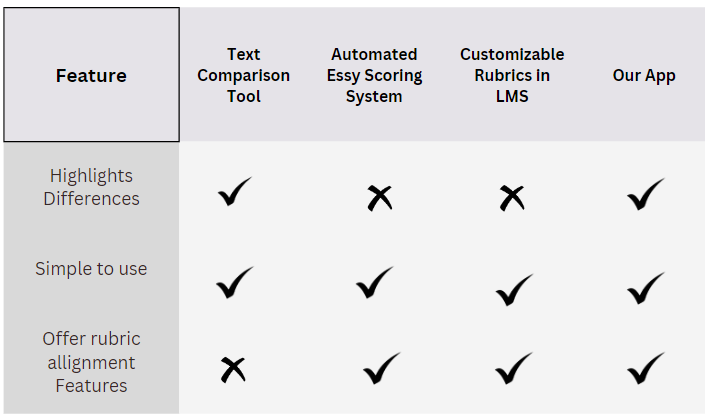 Feature
Text
Comparison
Tool
Automated
Essy Scoring
System
Customizable
Rubrics in
LMS
Our App
Highlights
Differences
Simple to use
Offer rubric
allignment
Features